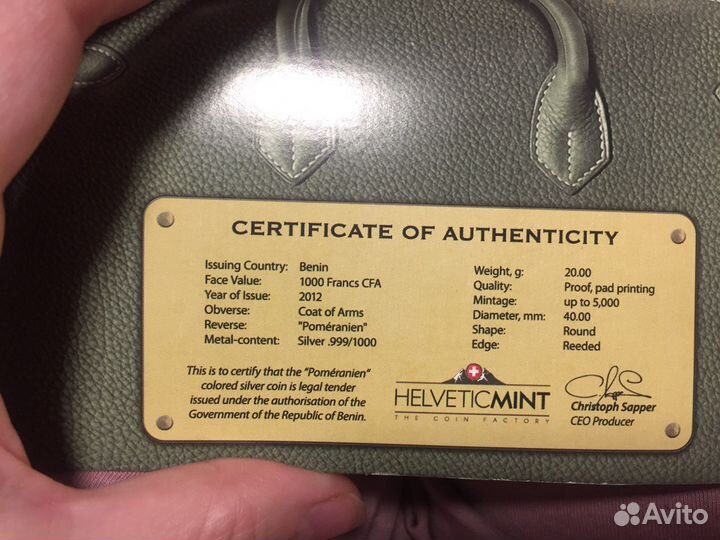 CERTIFICATE OF AUTHENTICITY
Issuing Country: Benin
Face Value: 1000 Francs CFA
Year of Issue: 2012
Obverse: Coat of Arms
Reverse: "Poméranien"
Metal-content: Silver .999/1000
Weight, g: 20.00
Quality: Proof, pad printing
Mintage: up to 5,000
Diameter, mm: 40.00
Shape: Round
Edge: Reeded
This is to certify that the "Poméranien"
colored silver coin is legal tender
issued under the authorisation of the
Government of the Republic of Benin.
HELVETICMINT
THE COIN FACTORY
Christoph Sapper
CEO Producer
Avito